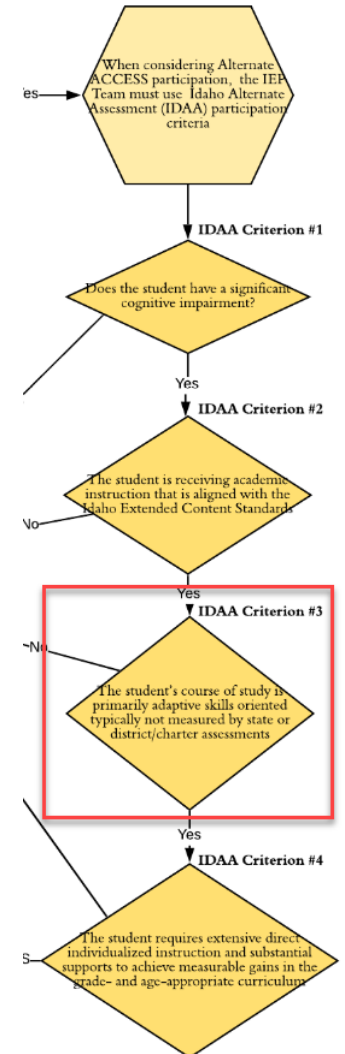 When considering Alternate
ACCESS participation, the IEP
Team must use Idaho Alternate
Assessment (IDAA) participation
criteria
es
IDAA Criterion #1
Does the student have a significant
cognitive impairment?
Yes
IDAA Criterion #2
The student is receiving academic
instruction that is aligned with the
Idaho Extended Content Standards
No
Yes
IDAA Criterion #3
No
The student's course of study is
primarily adaptive skills oriented
typically not measured by state or
district/charter assessments
Yes
IDAA Criterion #4
The student requires extensive direct
individualized instruction and substantial
supports to achieve measurable gains in the
grade- and age-appropriate curriculum
s